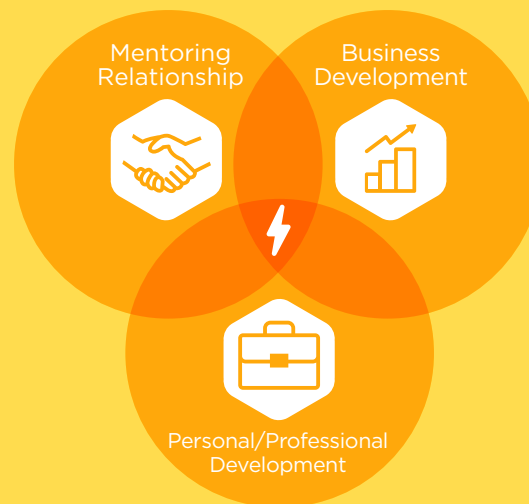 Mentoring
Relationship
Business
Development
Personal/Professional
Development